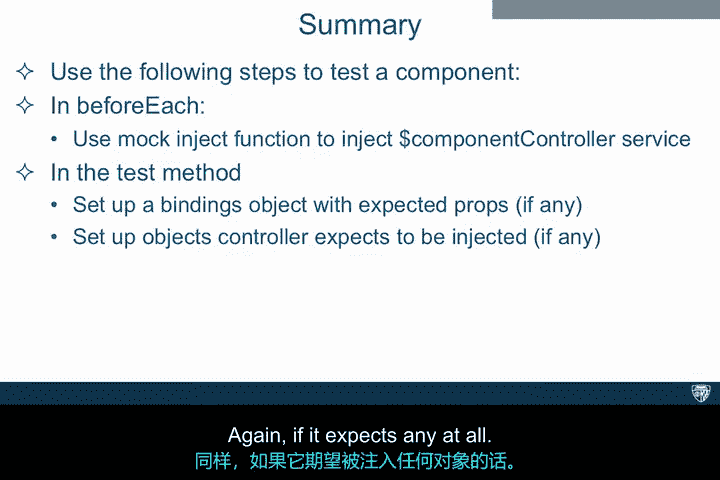 Summary
Use the following steps to test a component:
In beforeEach:
Use mock inject function to inject $componentController service
In the test method
Set up a bindings object with expected props (if any)
Set up objects controller expects to be injected (if any)
Again, if it expects any at all.
同样，如果它期望被注入任何对象的话。